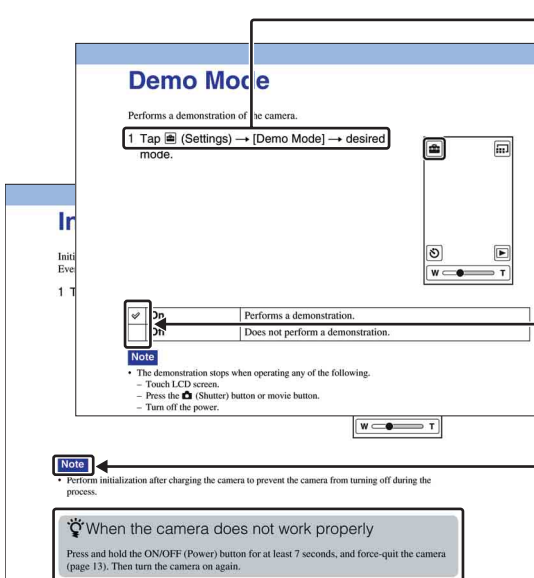 Demo Mode
Performs a demonstration of the camera.
1 Tap (Settings) → [Demo Mode] → desired
mode.
W T
On Performs a demonstration.
On Does not perform a demonstration.
Note
• The demonstration stops when operating any of the following.
– Touch LCD screen.
– Press the (Shutter) button or movie button.
– Turn off the power.
In
Initi
Eve
1 T
W T
Note
• Perform initialization after charging the camera to prevent the camera from turning off during the
process.
When the camera does not work properly
Press and hold the ON/OFF (Power) button for at least 7 seconds, and force-quit the camera
(page 13). Then turn the camera on again.